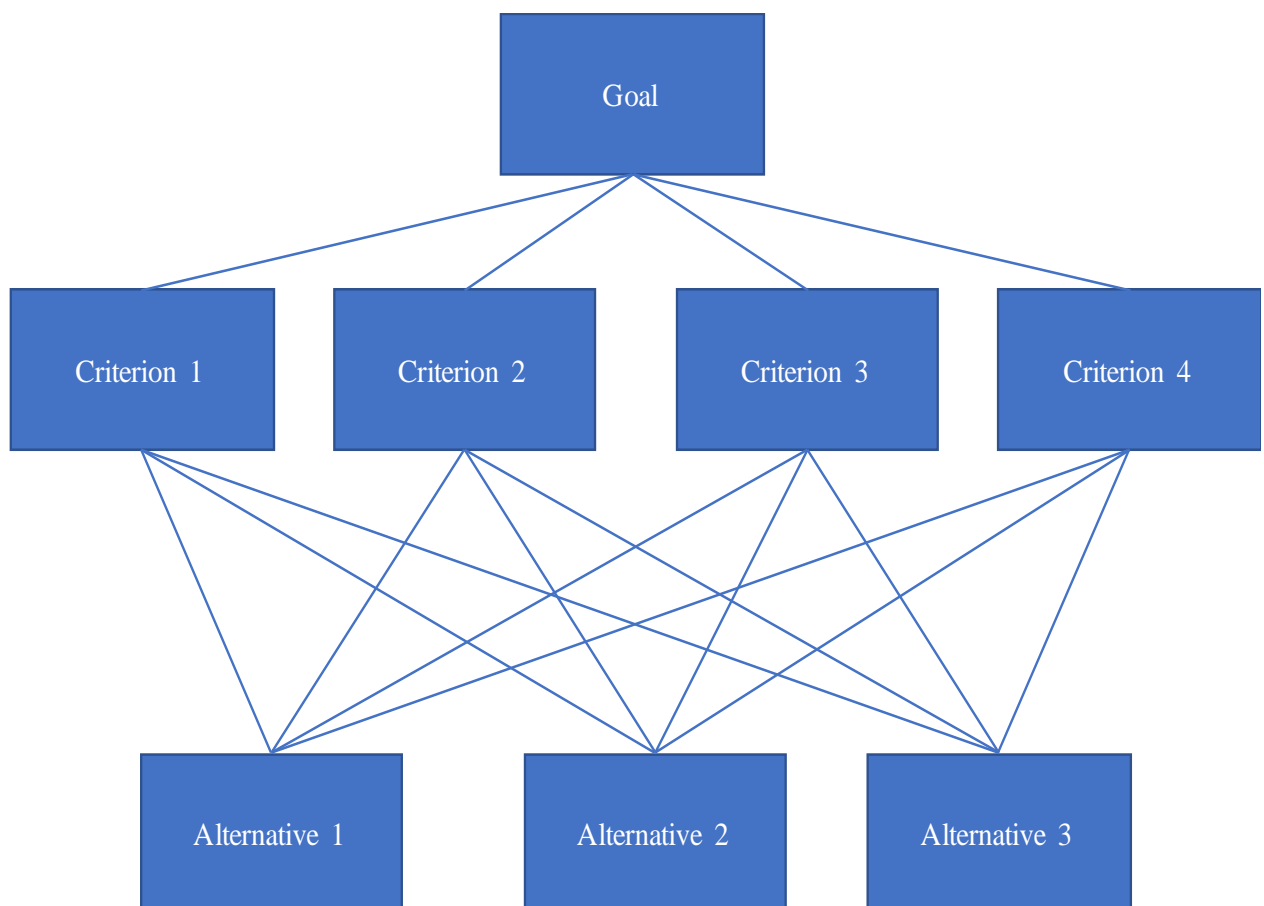 Goal
Criterion 1
Criterion 2
Criterion 3
Criterion 4
Alternative 1
Alternative 2
Alternative 3